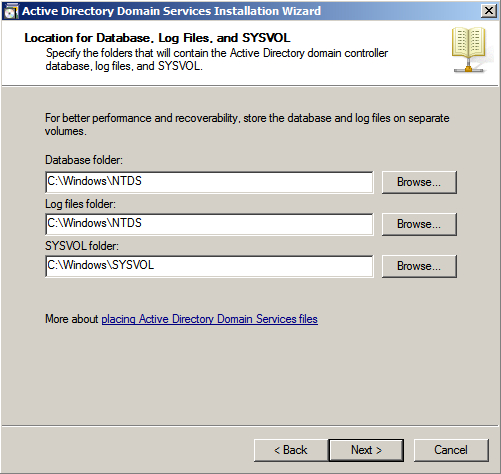 Active Directory Domain Services Installation Wizard
Location for Database, Log Files, and SYSVOL
Specify the folders that will contain the Active Directory domain controller
database, log files, and SYSVOL.
For better performance and recoverability, store the database and log files on separate
volumes.
Database folder:
C:\Windows\NTDS
Browse...
Log files folder:
C:\Windows\NTDS
Browse...
SYSVOL folder:
C:\Windows\SYSVOL
Browse...
More about placing Active Directory Domain Services files
< Back
Next >
Cancel